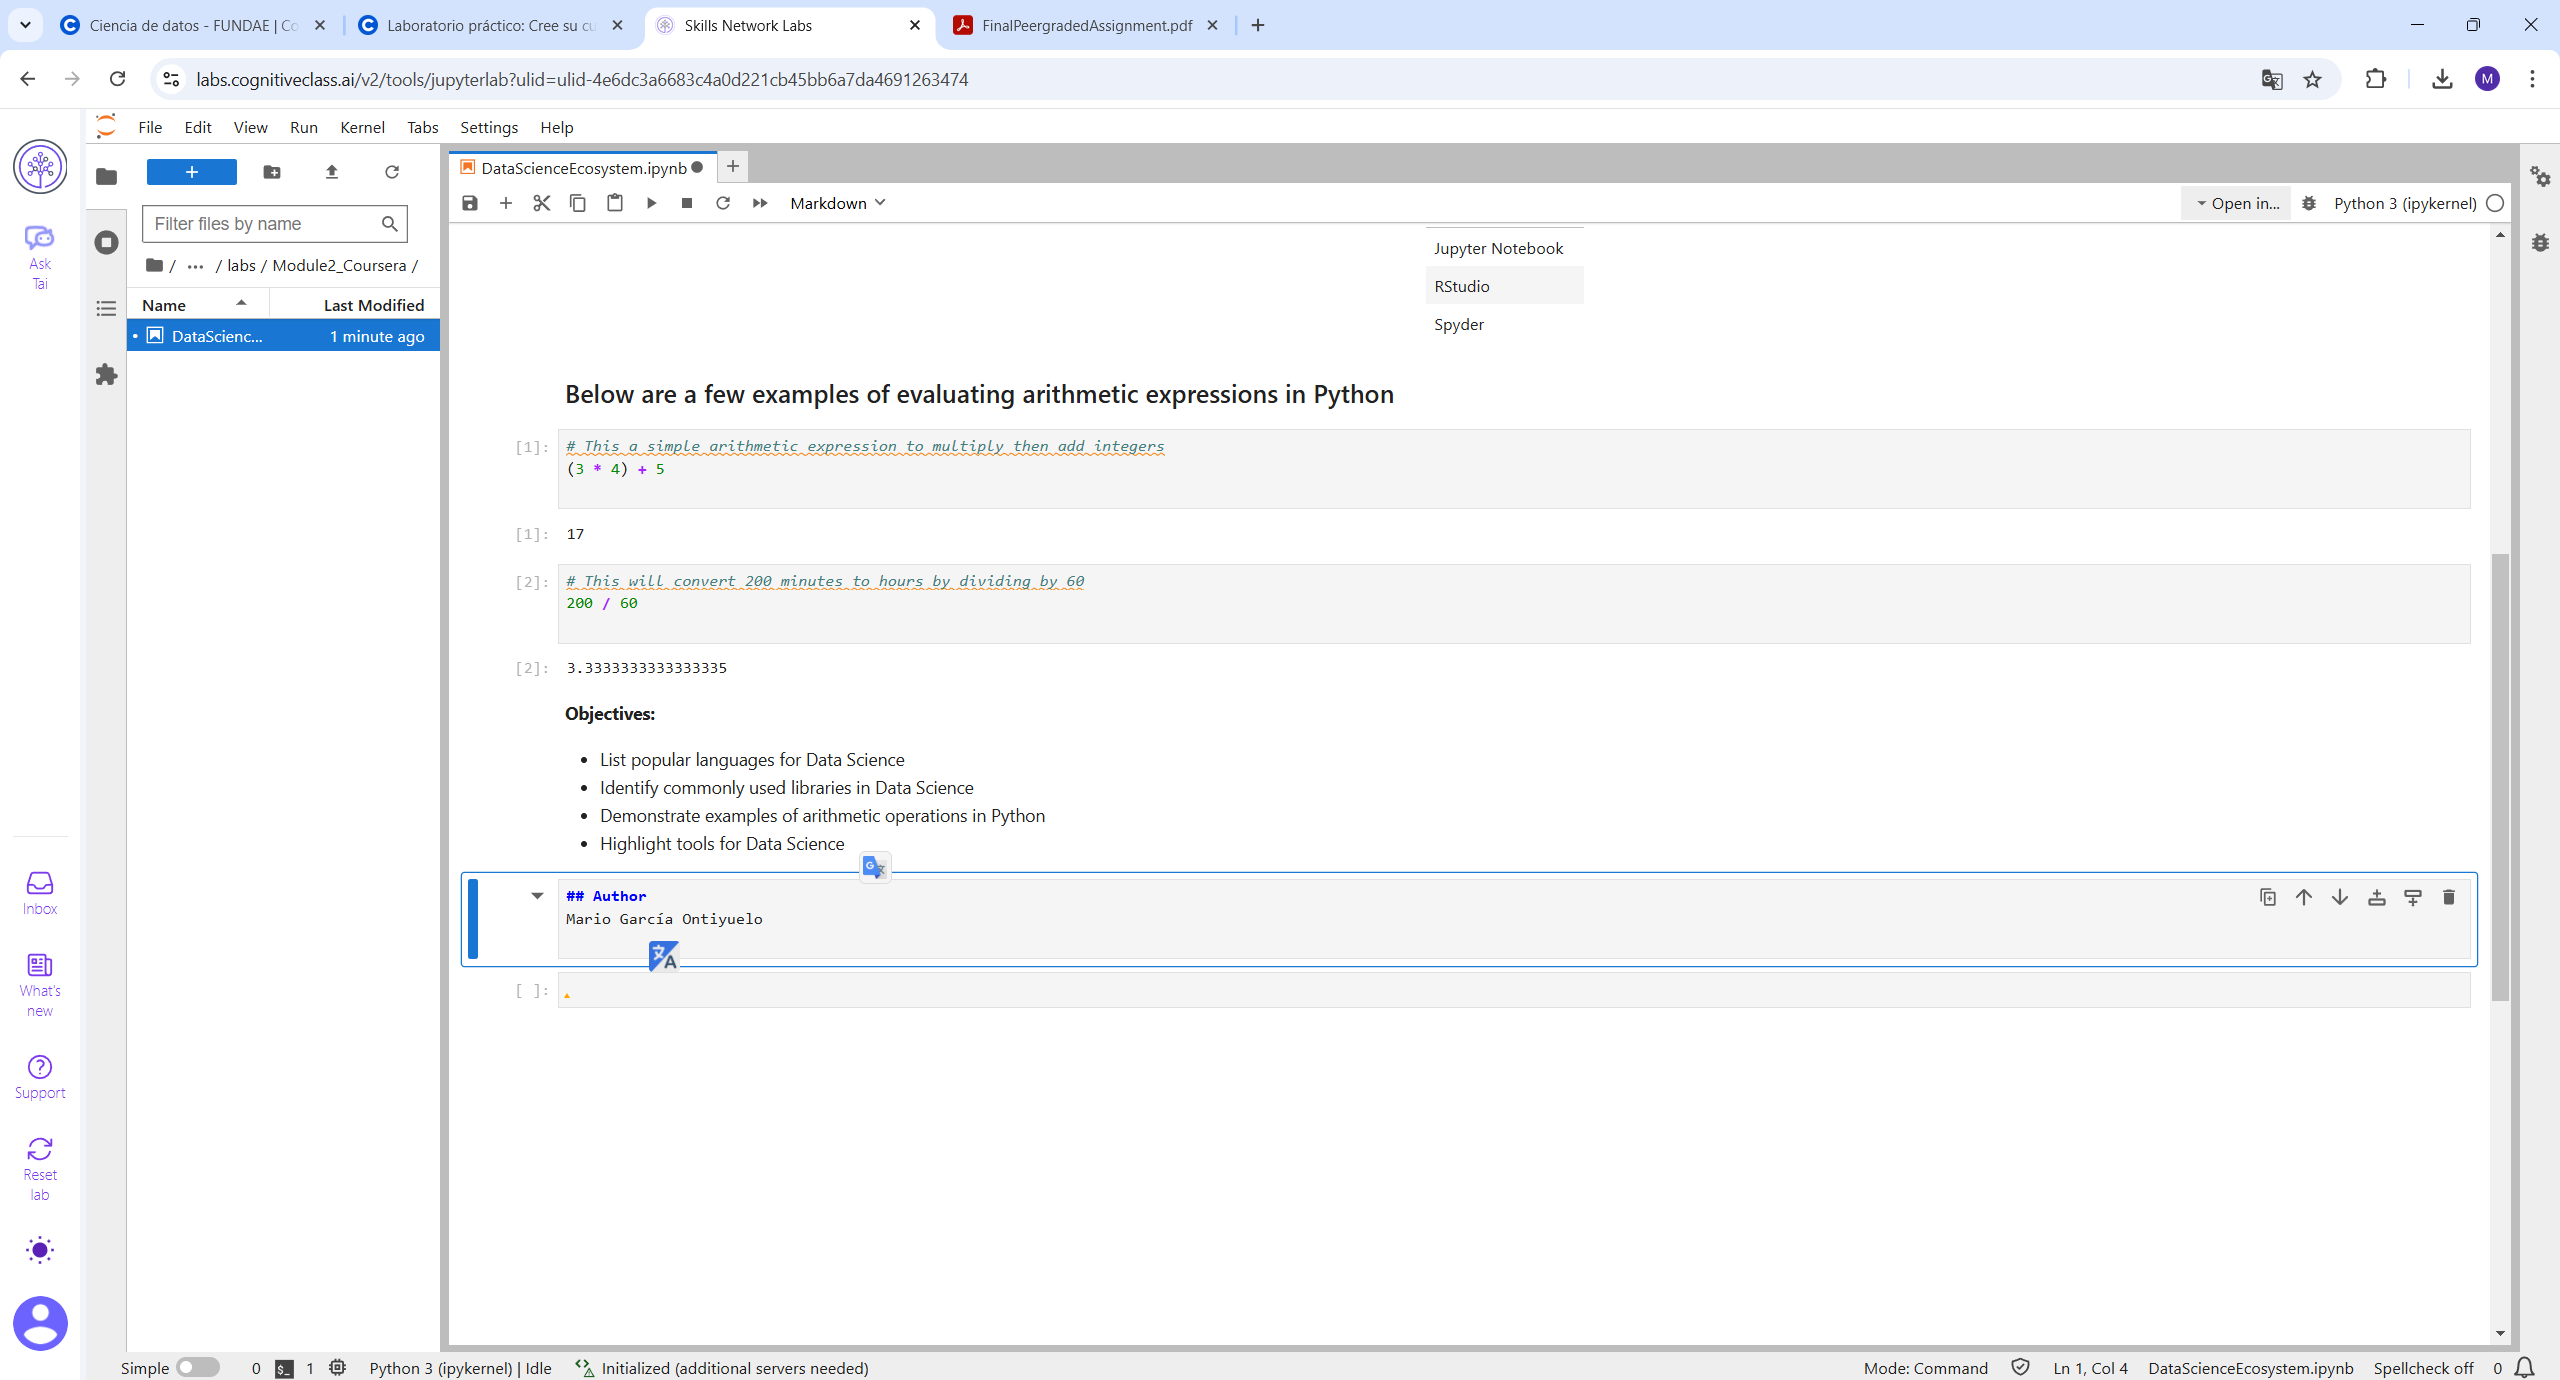 Ciencia de datos - FUNDAE | Co
Laboratorio práctico: Cree su cu
Skills Network Labs
FinalPeergradedAssignment.pdf
labs.cognitiveclass.ai/v2/tools/jupyterlab?ulid=ulid-4e6dc3a6683c4a0d221cb45bb6a7da4691263474
M
File Edit View Run Kernel Tabs Settings Help
Ask
Tai
Filter files by name
/ ... / labs / Module2_Coursera /
Name Last Modified
DataScienc... 1 minute ago
DataScienceEcosystem.ipynb
Markdown
Open in...
Python 3 (ipykernel)
Jupyter Notebook
RStudio
Spyder
Below are a few examples of evaluating arithmetic expressions in Python
[1]: # This a simple arithmetic expression to multiply then add integers
(3 * 4) + 5
[1]: 17
[2]: # This will convert 200 minutes to hours by dividing by 60
200 / 60
[2]: 3.3333333333333335
Objectives:
• List popular languages for Data Science
• Identify commonly used libraries in Data Science
• Demonstrate examples of arithmetic operations in Python
• Highlight tools for Data Science
## Author
Mario García Ontiyuelo
[ ]:
Inbox
What's
new
Support
Reset
lab
Simple 0 1 Python 3 (ipykernel) | Idle Initialized (additional servers needed)
Mode: Command Ln 1, Col 4 DataScienceEcosystem.ipynb Spellcheck off 0